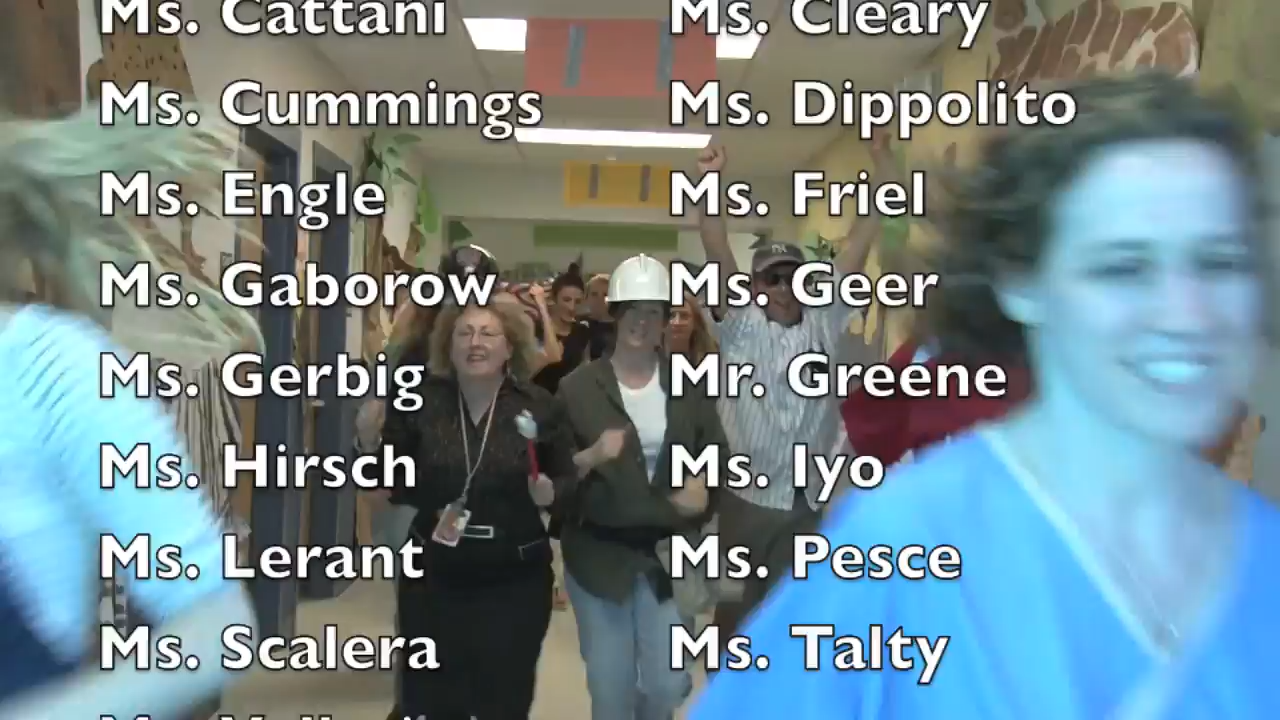 Ms. Cattani Ms. Cleary
Ms. Cummings Ms. Dippolito
Ms. Engle Ms. Friel
Ms. Gaborow Ms. Geer
Ms. Gerbig Mr. Greene
Ms. Hirsch Ms. Iyo
Ms. Lerant Ms. Pesce
Ms. Scalera Ms. Talty
Ms.